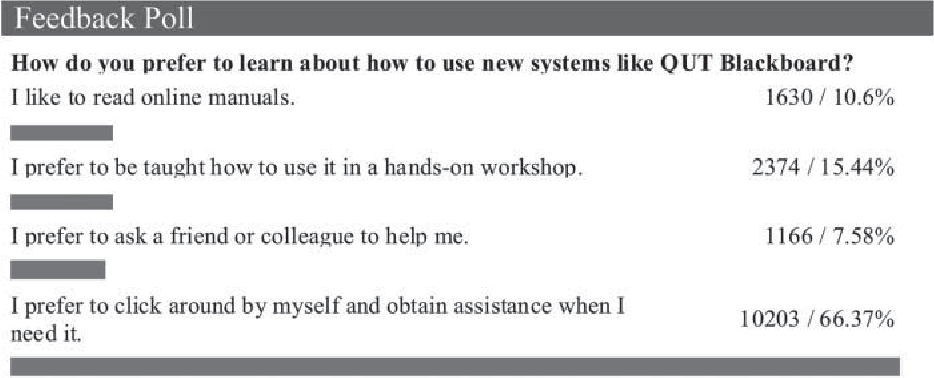 Feedback Poll
How do you prefer to learn about how to use new systems like QUT Blackboard?
I like to read online manuals. 1630 / 10.6%
I prefer to be taught how to use it in a hands-on workshop. 2374 / 15.44%
I prefer to ask a friend or colleague to help me. 1166 / 7.58%
I prefer to click around by myself and obtain assistance when I
need it. 10203 / 66.37%